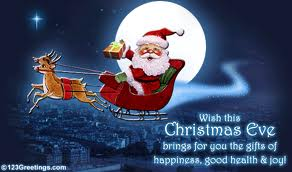 Wish this
Christmas Eve
brings for you the gifts of
happiness, good health & joy!
©123Greetings.com